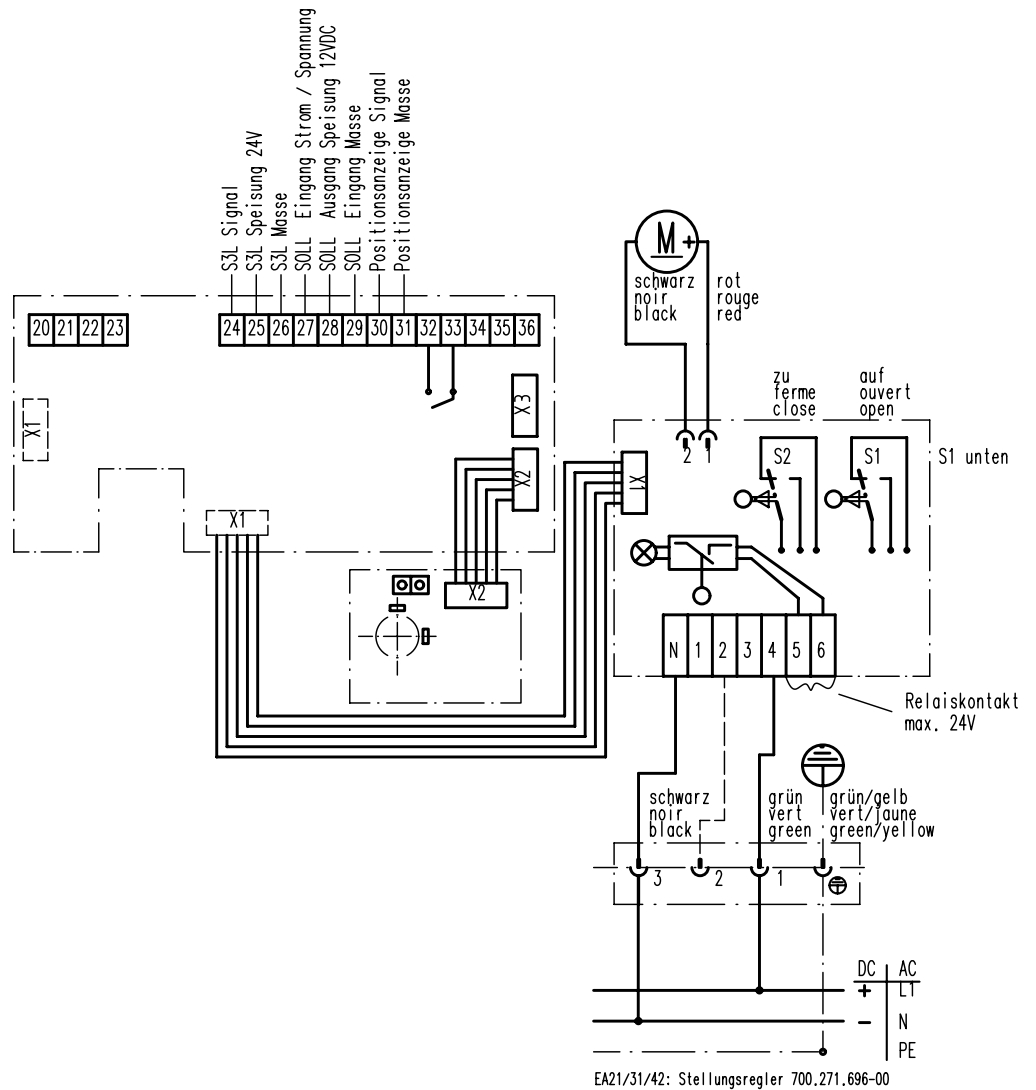 S3L Signal
S3L Speisung 24V
S3L Masse
SOLL Eingang Strom / Spannung
SOLL Ausgang Speisung 12VDC
SOLL Eingang Masse
Positionsanzeige Signal
Positionsanzeige Masse
20 21 22 23
24 25 26 27 28 29 30 31 32 33 34 35 36
X1
X3
X2
X1
X2
M +
schwarz
noir
black
rot
rouge
red
2 1
zu
ferme
close
auf
ouvert
open
S2
S1
S1 unten
X1
N 1 2 3 4 5 6
Relaiskontakt
max. 24V
schwarz
noir
black
grün
vert
green
grün/gelb
vert/jaune
green/yellow
3 2 1
DC AC
+ L1
- N
PE
EA21/31/42: Stellungsregler 700.271.696-00